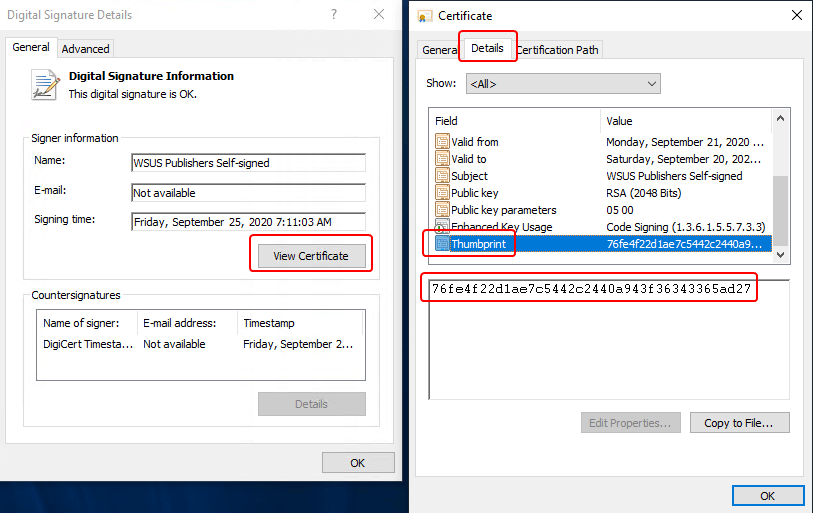 Digital Signature Details
General
Advanced
Digital Signature Information
This digital signature is OK.
Signer information
Name:
WSUS Publishers Self-signed
E-mail:
Not available
Signing time:
Friday, September 25, 2020 7:11:03 AM
View Certificate
Countersignatures
Name of signer: E-mail address: Timestamp
DigiCert Timesta... Not available Friday, September 2...
Details
OK
Certificate
General
Details
Certification Path
Show:
<All>
Field Value
Valid from Monday, September 21, 2020 ...
Valid to Saturday, September 20, 202...
Subject WSUS Publishers Self-signed
Public key RSA (2048 Bits)
Public key parameters 05 00
Enhanced Key Usage Code Signing (1.3.6.1.5.5.7.3.3)
Thumbprint 76fe4f22d1ae7c5442c2440a9...
76fe4f22d1ae7c5442c2440a943f36343365ad27
Edit Properties...
Copy to File...
OK